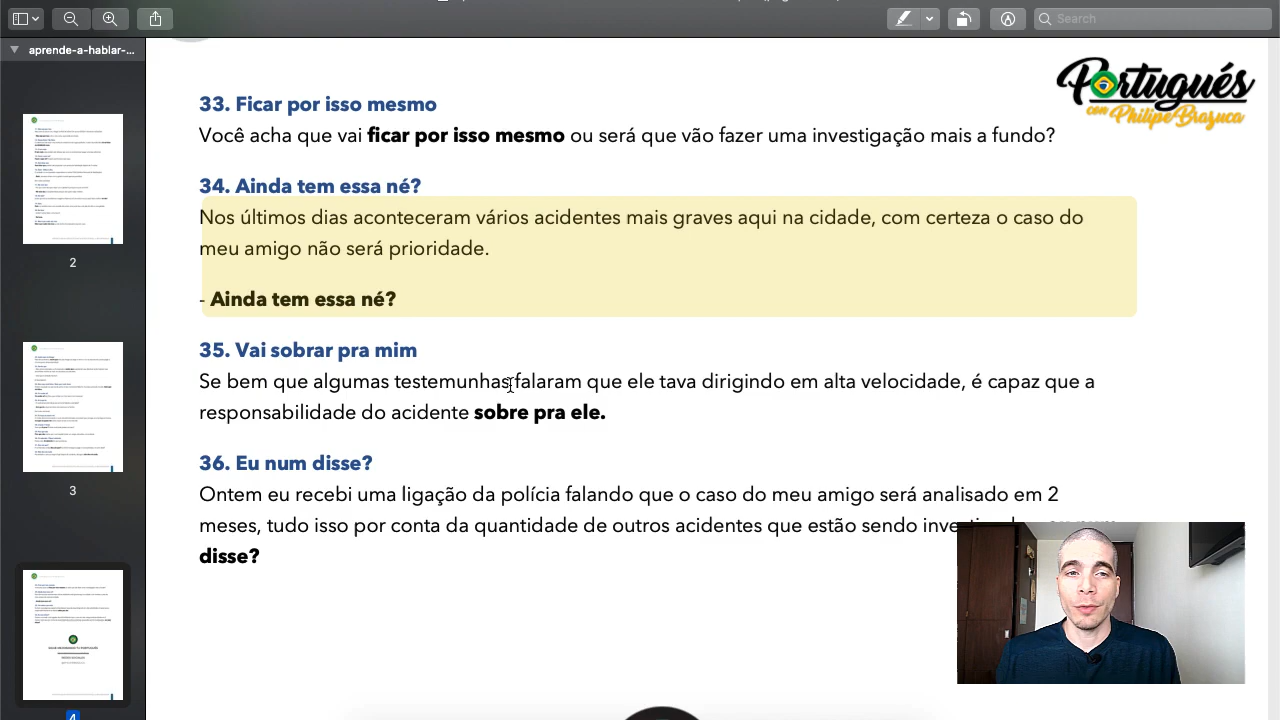 Search
aprende-a-hablar-...
2
3
4
Portugués
con Philipe Brazuca
33. Ficar por isso mesmo
Você acha que vai ficar por isso mesmo ou será que vão fazer uma investigação mais a fundo?
34. Ainda tem essa né?
Nos últimos dias aconteceram vários acidentes mais graves aqui na cidade, com certeza o caso do
meu amigo não será prioridade.
- Ainda tem essa né?
35. Vai sobrar pra mim
Se bem que algumas testemunhas falaram que ele tava dirigindo em alta velocidade, é capaz que a
responsabilidade do acidente sobre pra ele.
36. Eu num disse?
Ontem eu recebi uma ligação da polícia falando que o caso do meu amigo será analisado em 2
meses, tudo isso por conta da quantidade de outros acidentes que estão sendo
disse?